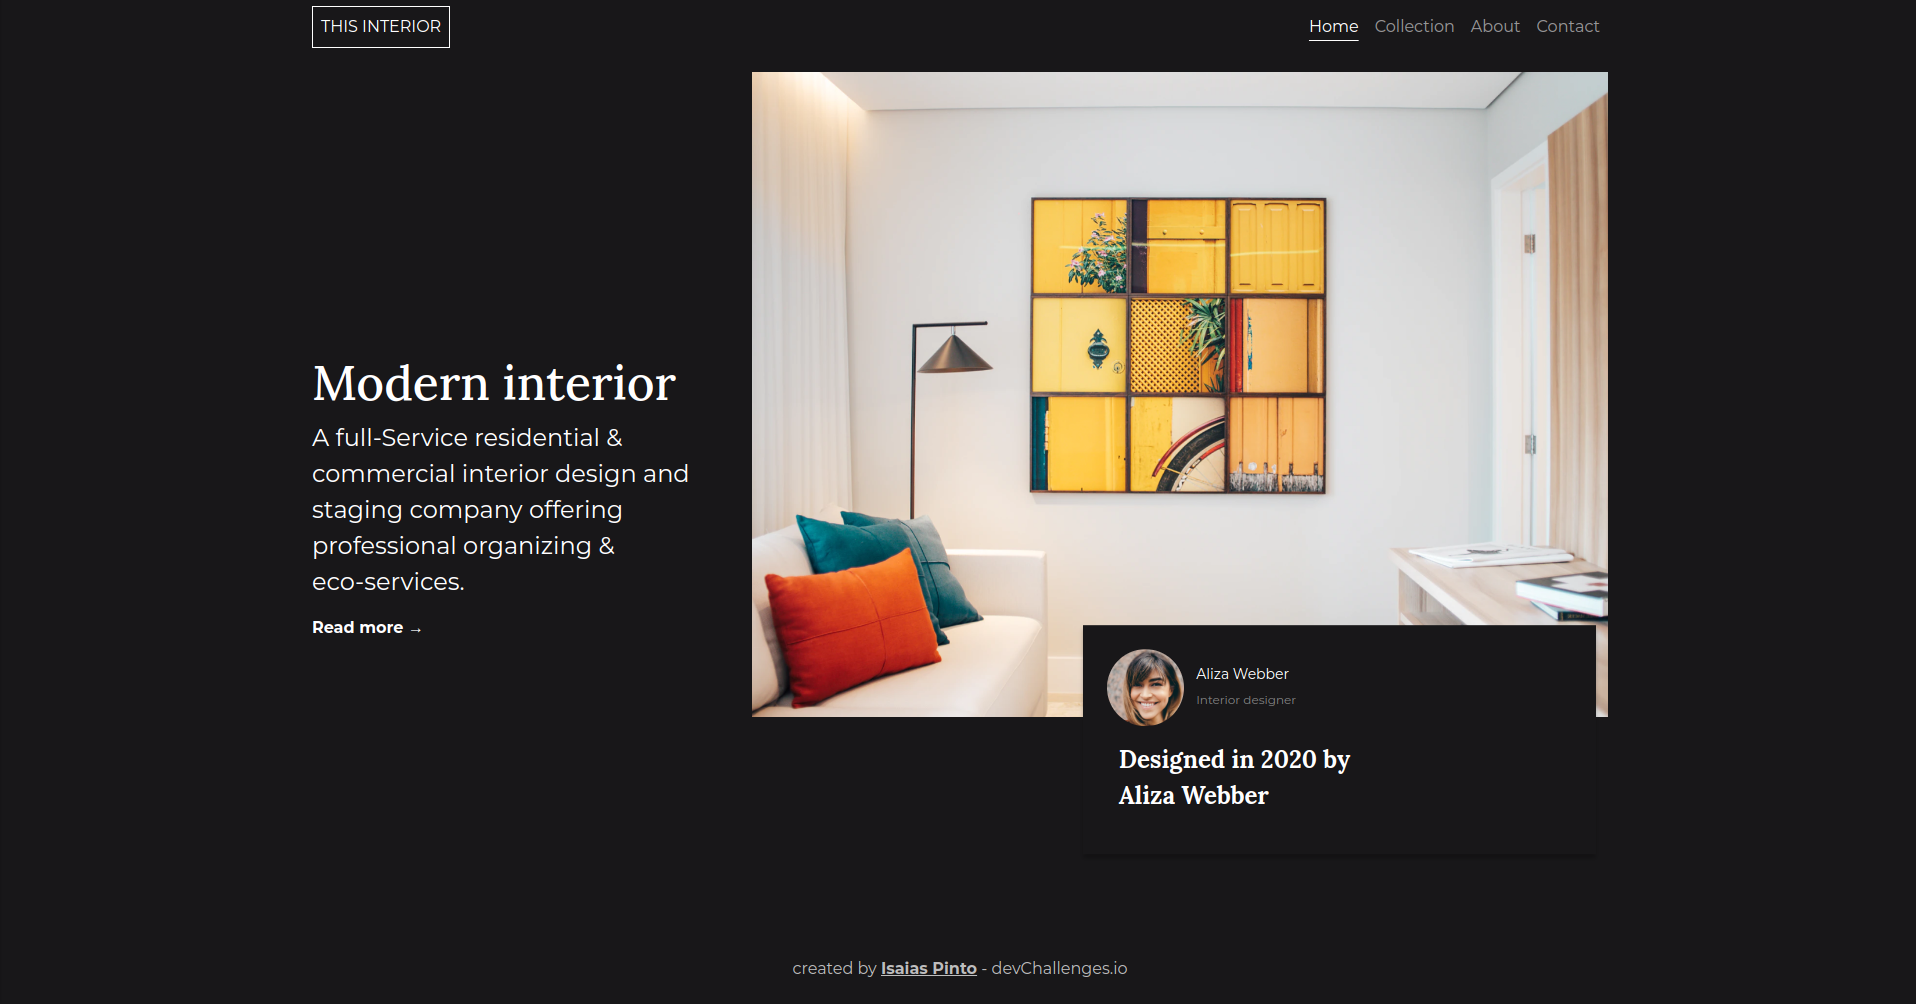 THIS INTERIOR
Home Collection About Contact
Modern interior
A full-Service residential &
commercial interior design and
staging company offering
professional organizing &
eco-services.
Read more →
Aliza Webber
Interior designer
Designed in 2020 by
Aliza Webber
created by Isaias Pinto - devChallenges.io